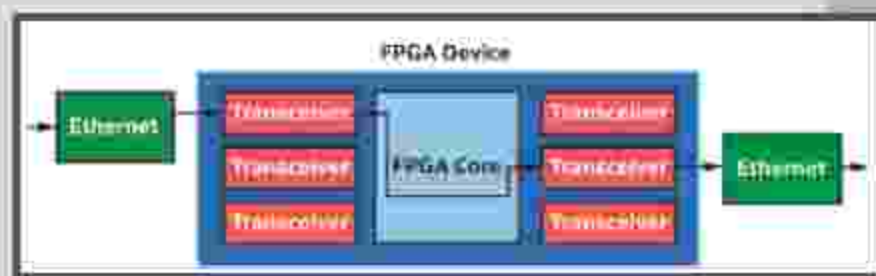 FPGA Device
Ethernet
Transceiver
Transceiver
Transceiver
FPGA Core
Transceiver
Transceiver
Transceiver
Ethernet